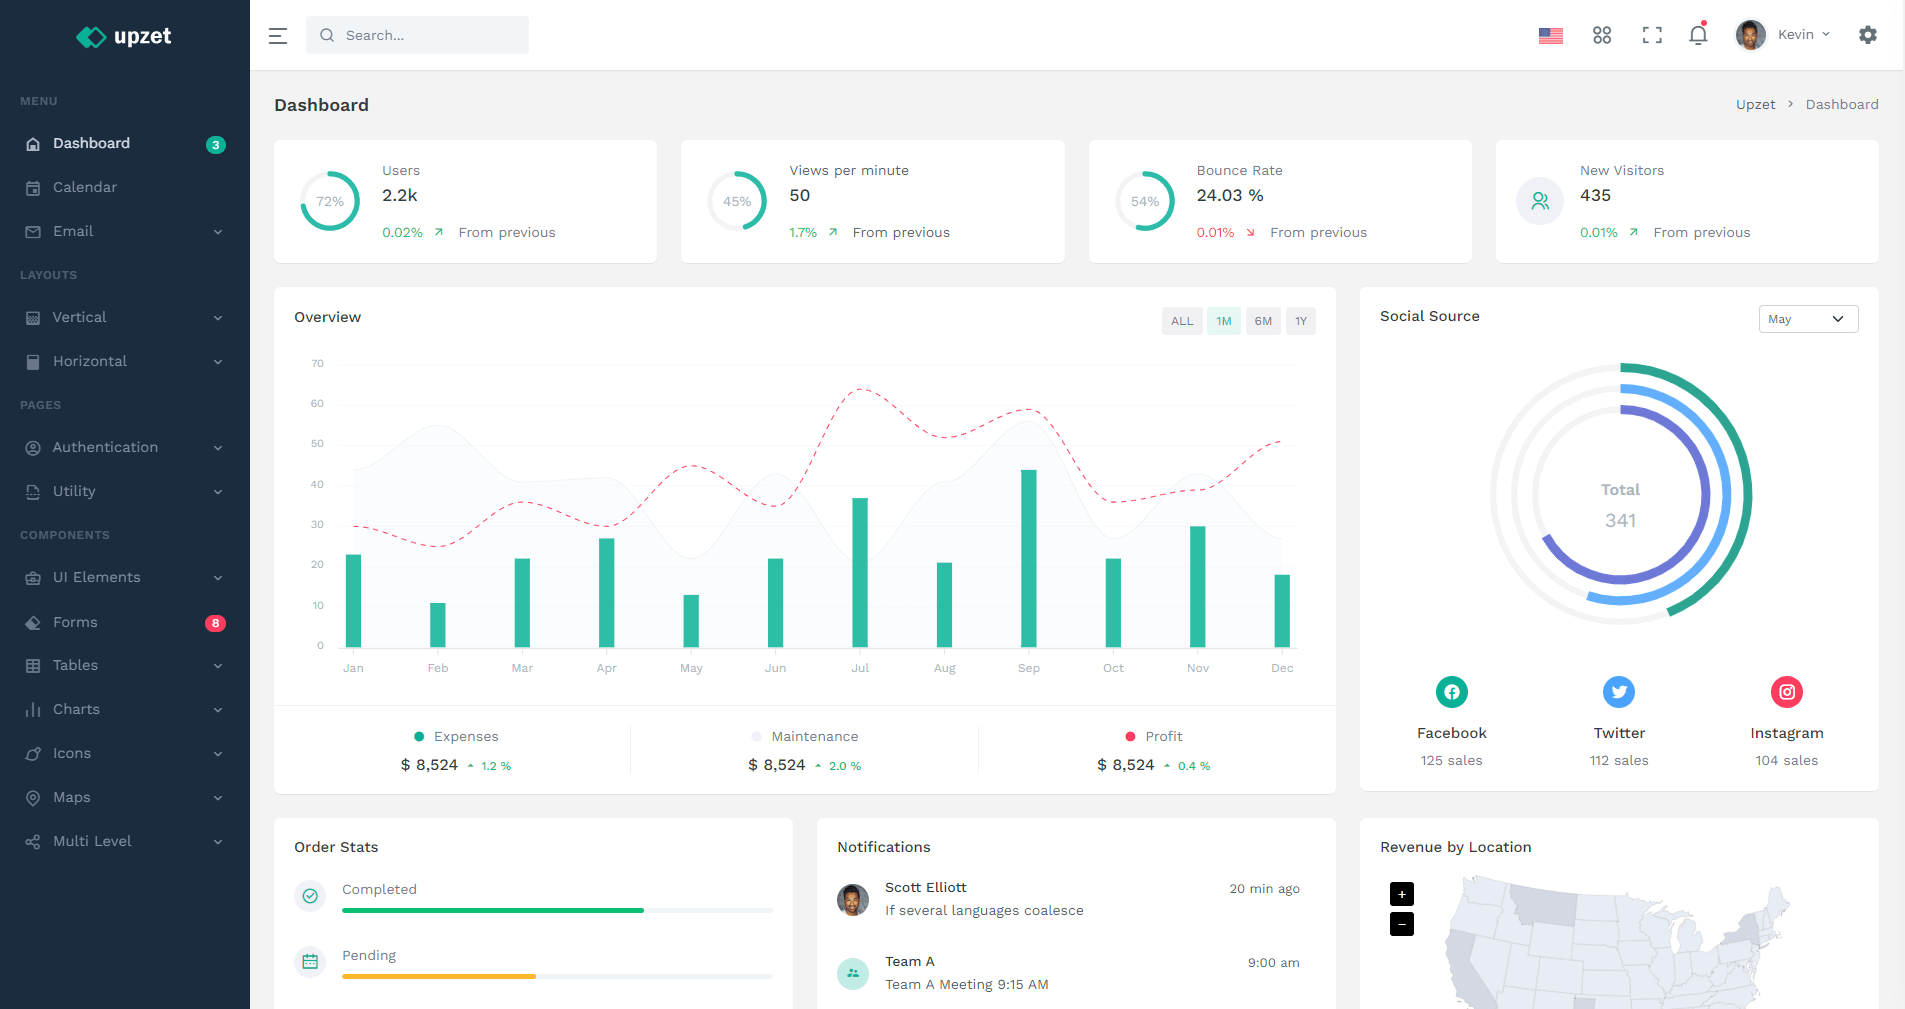 upzet
Search...
Kevin
MENU
Dashboard
3
Calendar
Email
LAYOUTS
Vertical
Horizontal
PAGES
Authentication
Utility
COMPONENTS
UI Elements
Forms
8
Tables
Charts
Icons
Maps
Multi Level
Dashboard
Upzet > Dashboard
72%
Users
2.2k
0.02% From previous
45%
Views per minute
50
1.7% From previous
54%
Bounce Rate
24.03 %
0.01% From previous
New Visitors
435
0.01% From previous
Overview
ALL 1M 6M 1Y
70
60
50
40
30
20
10
0
Jan Feb Mar Apr May Jun Jul Aug Sep Oct Nov Dec
Expenses
$ 8,524 1.2 %
Maintenance
$ 8,524 2.0 %
Profit
$ 8,524 0.4 %
Social Source
May
Total
341
Facebook
125 sales
Twitter
112 sales
Instagram
104 sales
Order Stats
Completed
Pending
Notifications
Scott Elliott
20 min ago
If several languages coalesce
Team A
9:00 am
Team A Meeting 9:15 AM
Revenue by Location
+
−